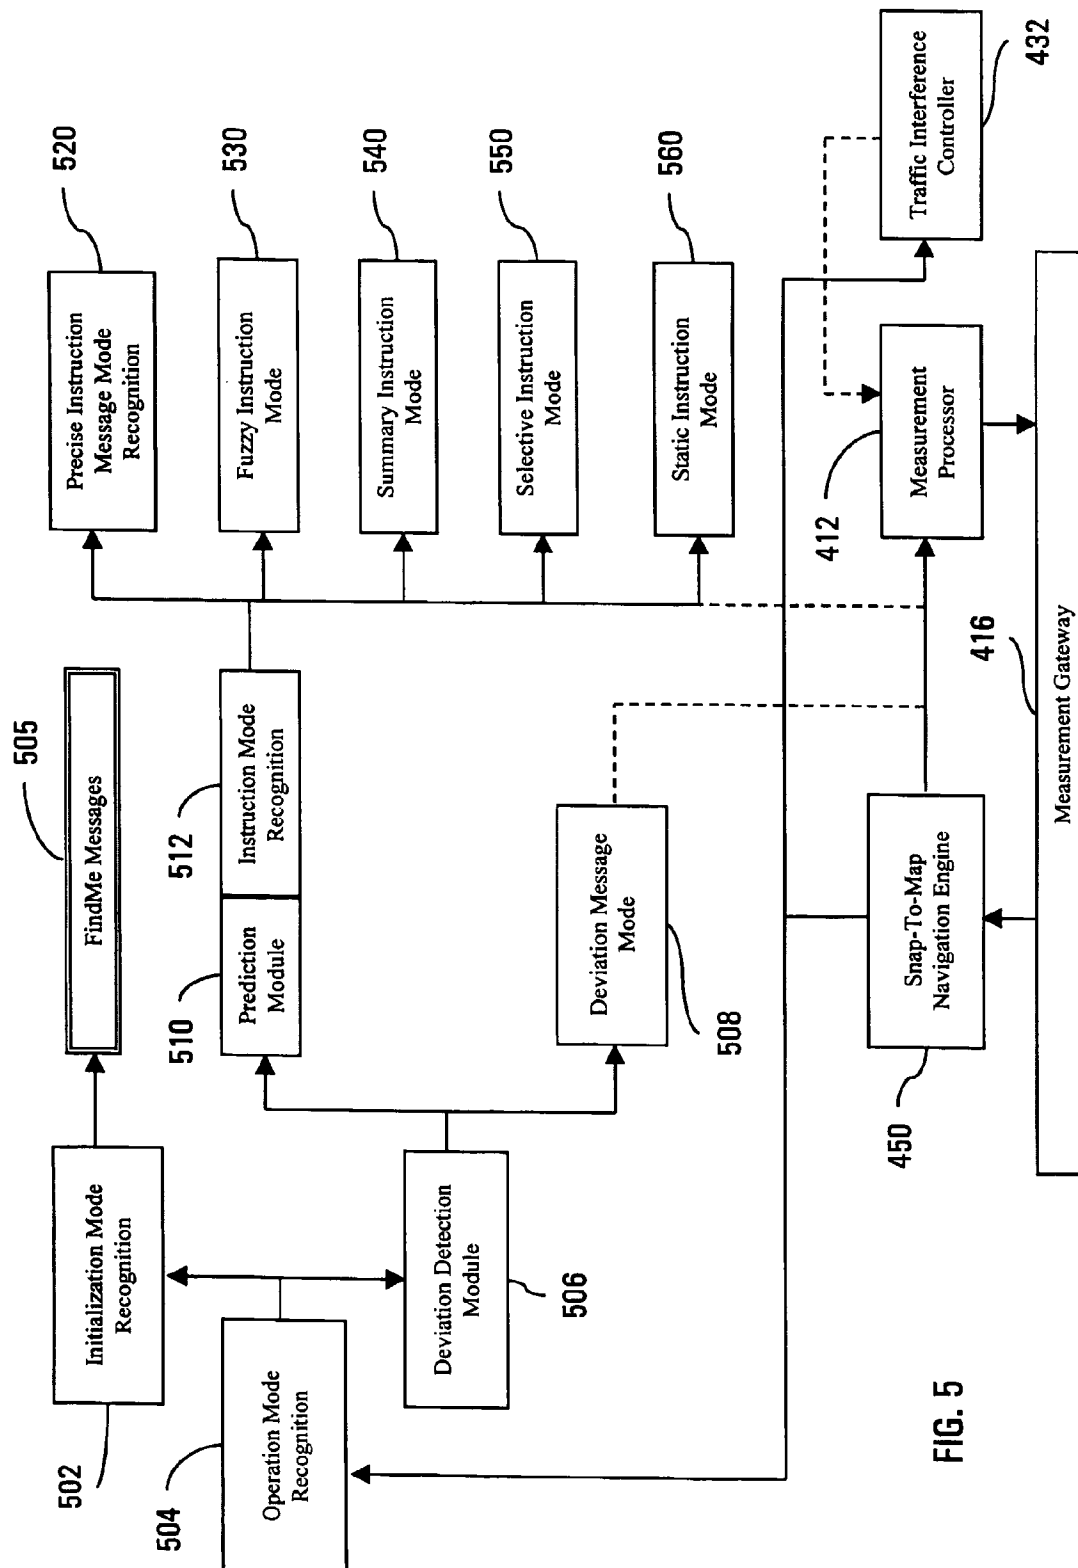 502
Initialization Mode
Recognition
505
FindMe Messages
520
Precise Instruction
Message Mode
Recognition
504
Operation Mode
Recognition
510
Prediction
Module
512
Instruction Mode
Recognition
530
Fuzzy Instruction
Mode
540
Summary Instruction
Mode
506
Deviation Detection
Module
550
Selective Instruction
Mode
508
Deviation Message
Mode
560
Static Instruction
Mode
450
Snap-To-Map
Navigation Engine
412
Measurement
Processor
432
Traffic Interference
Controller
416
Measurement Gateway
FIG. 5